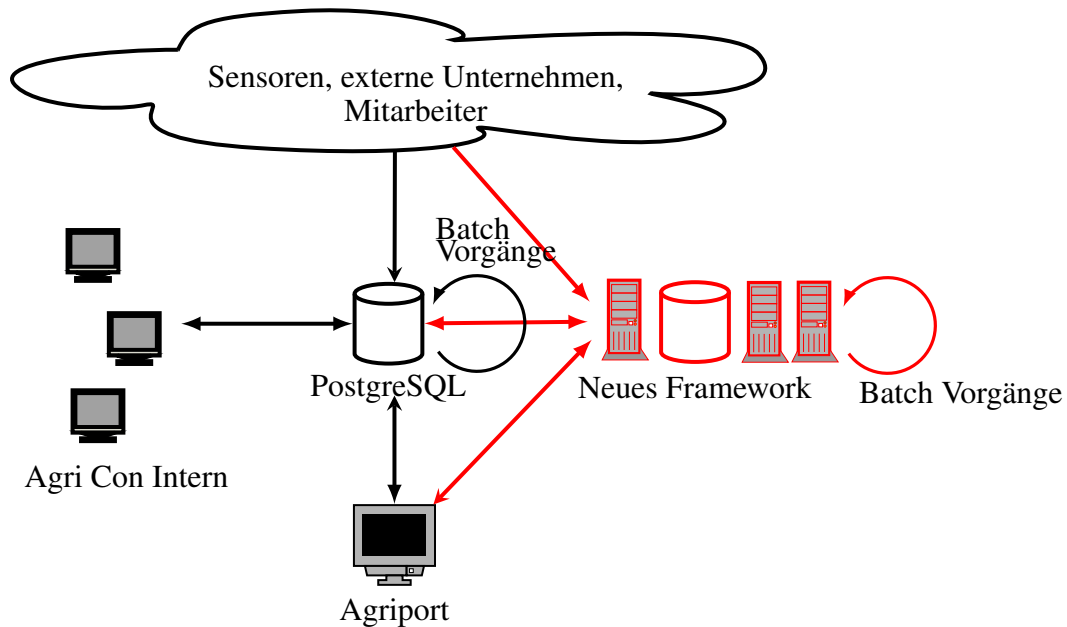 Sensoren, externe Unternehmen,
Mitarbeiter
Batch
Vorgänge
PostgreSQL
Neues Framework
Batch Vorgänge
Agri Con Intern
Agriport